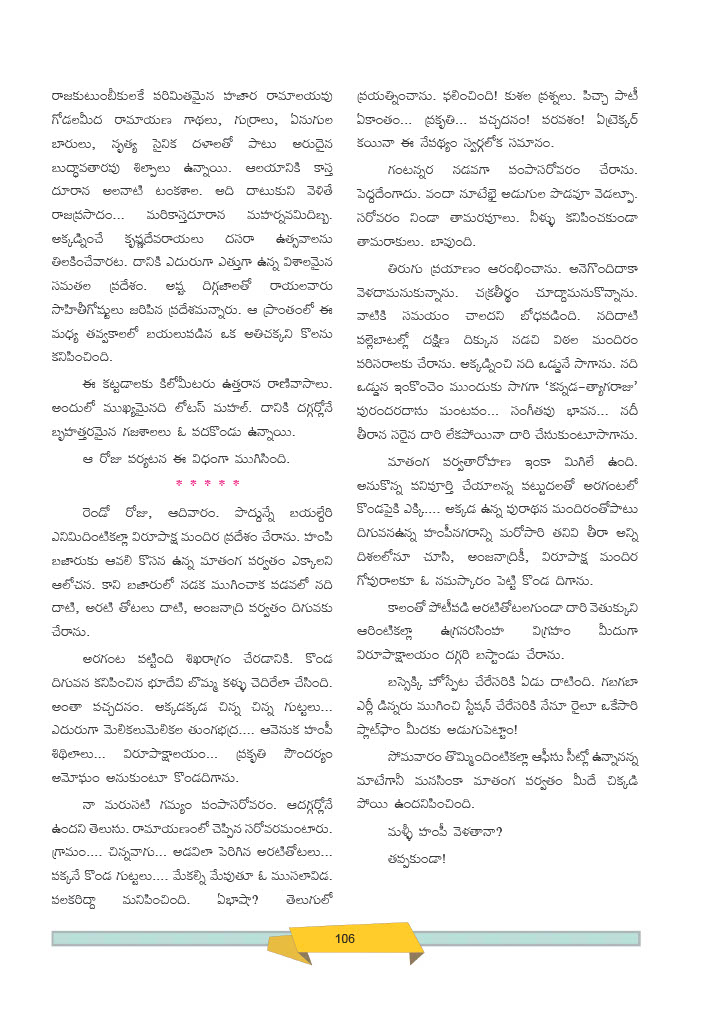 రాజకుటుంబీకులకే పరిమితమైన హజార రామాలయపు
గోడలమీద రామాయణ గాథలు, గుర్రాలు, ఏనుగుల
బారులు, నృత్య సైనిక దళాలతో పాటు అరుదైన
బుద్ధావతారపు శిల్పాలు ఉన్నాయి. ఆలయానికి కాస్త
దూరాన అలనాటి టంకశాల. అది దాటుకుని వెళితే
రాజప్రసాదం... మరికాస్తదూరాన మహర్నవమిదిబ్బ.
అక్కడ్నించే కృష్ణదేవరాయలు దసరా ఉత్సవాలను
తిలకించేవారట. దానికి ఎదురుగా ఎత్తుగా ఉన్న విశాలమైన
సమతల ప్రదేశం. అష్ట దిగ్గజాలతో రాయలవారు
సాహితీగోష్టులు జరిపిన ప్రదేశమన్నారు. ఆ ప్రాంతంలో ఈ
మధ్య తవ్వకాలలో బయలుపడిన ఒక అతిచక్కని కొలను
కనిపించింది.
ఈ కట్టడాలకు కిలోమీటరు ఉత్తరాన రాణివాసాలు.
అందులో ముఖ్యమైనది లోటస్ మహల్. దానికి దగ్గర్లోనే
బృహత్తరమైన గజశాలలు ఓ పదకొండు ఉన్నాయి.
ఆ రోజు పర్యటన ఈ విధంగా ముగిసింది.
* * * * *
రెండో రోజు, ఆదివారం. పొద్దున్నే బయల్దేరి
ఎనిమిదింటికల్లా విరూపాక్ష మందిర ప్రదేశం చేరాను. హంపి
బజారుకు ఆవలి కొసన ఉన్న మాతంగ పర్వతం ఎక్కాలని
ఆలోచన. కాని బజారులో నడక ముగించాక పడవలో నది
దాటి, అరటి తోటలు దాటి, అంజనాద్రి పర్వతం దిగువకు
చేరాను.
అరగంట పట్టింది శిఖరాగ్రం చేరడానికి. కొండ
దిగువన కనిపించిన భూదేవి బొమ్మ కళ్ళు చెదిరేలా చేసింది.
అంతా పచ్చదనం. అక్కడక్కడ చిన్న చిన్న గుట్టలు...
ఎదురుగా మెలికలుమెలికల తుంగభద్ర.... ఆవెనుక హంపీ
శిథిలాలు... విరూపాక్షాలయం... ప్రకృతి సౌందర్యం
అమోఘం అనుకుంటూ కొండదిగాను.
నా మరుసటి గమ్యం పంపాసరోవరం. ఆదగ్గర్లోనే
ఉందని తెలుసు. రామాయణంలో చెప్పిన సరోవరమంటారు.
గ్రామం.... చిన్నవాగు... అడవిలా పెరిగిన అరటితోటలు...
పక్కనే కొండ గుట్టలు.... మేకల్ని మేపుతూ ఓ ముసలావిడ.
పలకరిద్దా మనిపించింది. ఏభాషా? తెలుగులో
ప్రయత్నించాను. ఫలించింది! కుశల ప్రశ్నలు. పిచ్చా పాటీ
ఏకాంతం... ప్రకృతి... పచ్చదనం! పరవశం! ఏట్రెక్కర్
కయినా ఈ నేపథ్యం స్వర్గలోక సమానం.
గంటన్నర నడవగా పంపాసరోవరం చేరాను.
పెద్దదేంగాదు. వందా నూటేభై అడుగుల పొడవూ వెడల్పూ.
సరోవరం నిండా తామరపూలు. నీళ్ళు కనిపించకుండా
తామరాకులు. బావుంది.
తిరుగు ప్రయాణం ఆరంభించాను. అనెగొందిదాకా
వెళదామనుకున్నాను. చక్రతీర్థం చూద్దామనుకొన్నాను.
వాటికి సమయం చాలదని బోధపడింది. నదిదాటి
పల్లెబాటల్లో దక్షిణ దిక్కున నడచి విఠల మందిరం
పరిసరాలకు చేరాను. అక్కడ్నించి నది ఒడ్డునే సాగాను. నది
ఒడ్డున ఇంకొంచెం ముందుకు సాగగా 'కన్నడ-త్యాగరాజు'
పురందరదాసు మంటపం... సంగీతపు భావన... నదీ
తీరాన సరైన దారి లేకపోయినా దారి చేసుకుంటూసాగాను.
మాతంగ పర్వతారోహణ ఇంకా మిగిలే ఉంది.
అనుకొన్న పనిపూర్తి చేయాలన్న పట్టుదలతో అరగంటలో
కొండపైకి ఎక్కి.... అక్కడ ఉన్న పురాథన మందిరంతోపాటు
దిగువనఉన్న హంపీనగరాన్ని మరోసారి తనివి తీరా అన్ని
దిశలలోనూ చూసి, అంజనాద్రికీ, విరూపాక్ష మందిర
గోపురాలకూ ఓ నమస్కారం పెట్టి కొండ దిగాను.
కాలంతో పోటీపడి అరటితోటలగుండా దారి వెతుక్కుని
ఆరింటికల్లా ఉగ్రనరసింహ విగ్రహం మీదుగా
విరూపాక్షాలయం దగ్గరి బస్టాండు చేరాను.
బస్సెక్కి హోస్పేట చేరేసరికి ఏడు దాటింది. గబగబా
ఎర్లీ డిన్నరు ముగించి స్టేషన్ చేరేసరికి నేనూ రైలూ ఒకేసారి
ప్లాట్‌ఫాం మీదకు అడుగుపెట్టాం!
సోమవారం తొమ్మిదింటికల్లా ఆఫీసు సీట్లో ఉన్నానన్న
మాటేగానీ మనసింకా మాతంగ పర్వతం మీదే చిక్కడి
పోయి ఉందనిపించింది.
మళ్ళీ హంపీ వెళతానా?
తప్పకుండా!
106